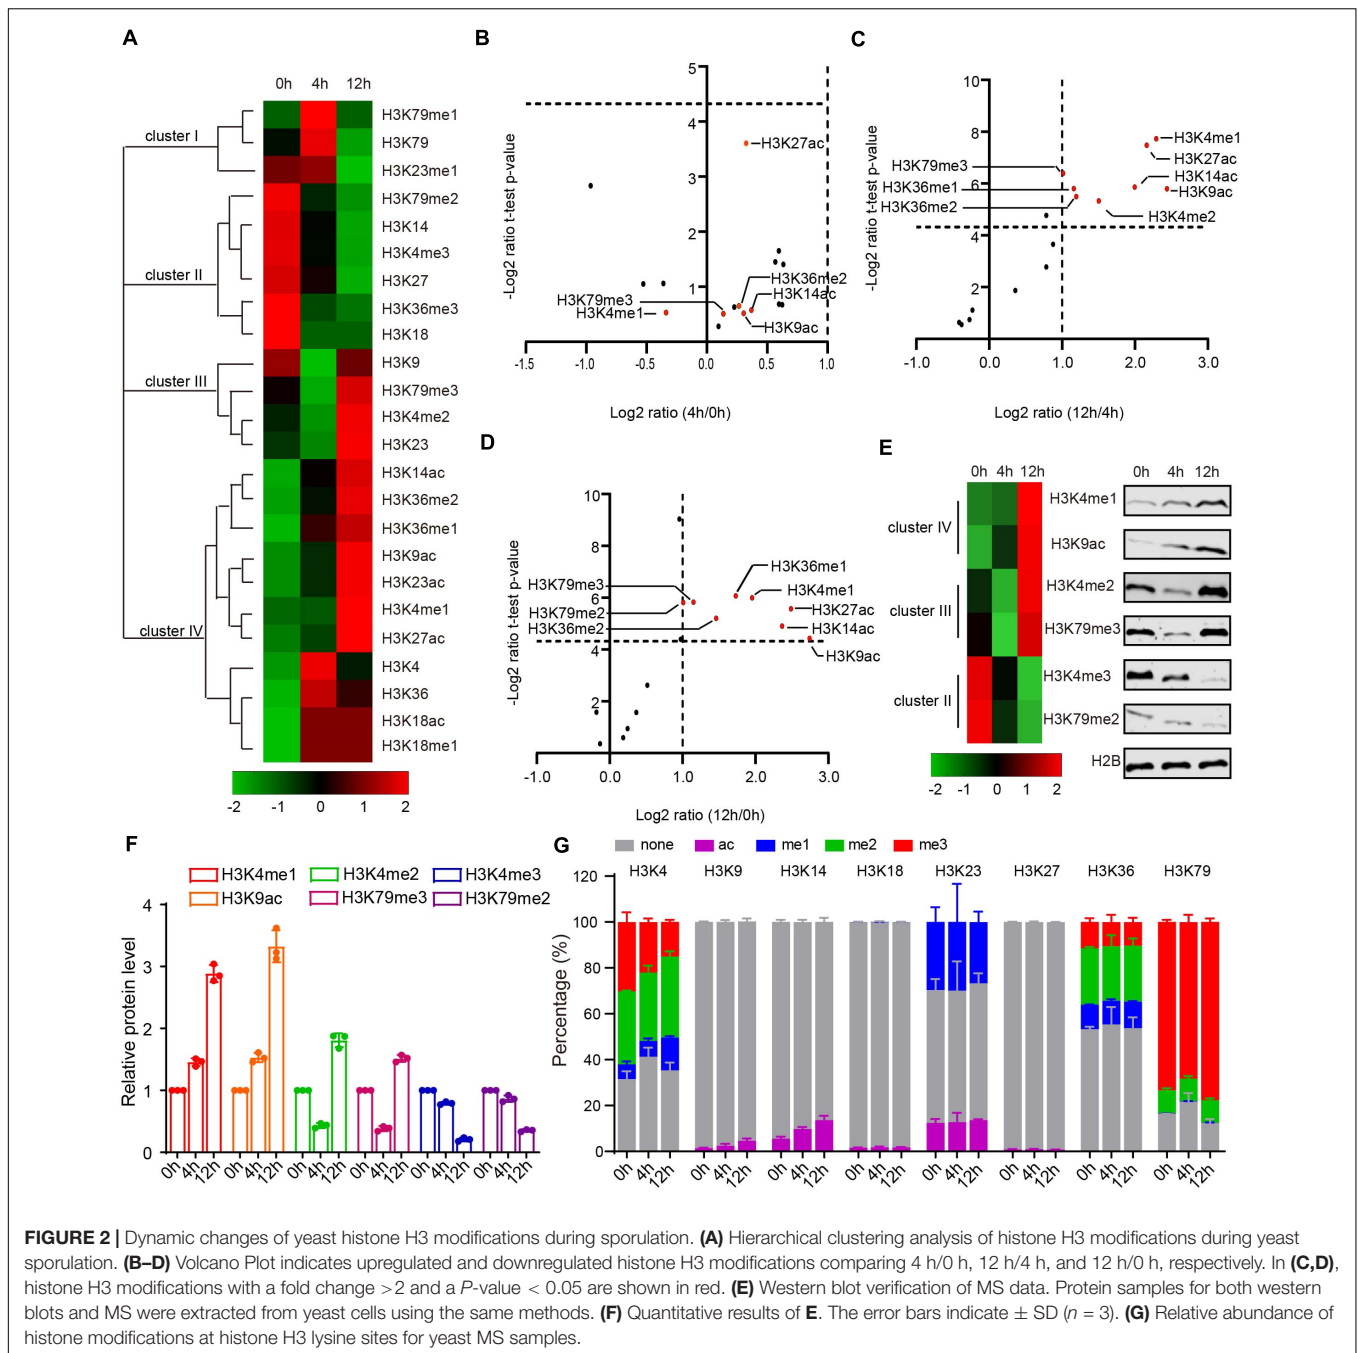 A
0h 4h 12h
cluster I
cluster II
cluster III
cluster IV
H3K79me1
H3K79
H3K23me1
H3K79me2
H3K14
H3K4me3
H3K27
H3K36me3
H3K18
H3K9
H3K79me3
H3K4me2
H3K23
H3K14ac
H3K36me2
H3K36me1
H3K9ac
H3K23ac
H3K4me1
H3K27ac
H3K4
H3K36
H3K18ac
H3K18me1
-2 -1 0 1 2
B
-Log2 ratio t-test p-value
5
4
3
2
1
H3K27ac
H3K36me2
H3K79me3
H3K14ac
H3K4me1
H3K9ac
-1.5 -1.0 -0.5 0.0 0.5 1.0
Log2 ratio (4h/0h)
C
-Log2 ratio t-test p-value
10
8
6
4
2
H3K4me1
H3K79me3
H3K27ac
H3K14ac
H3K36me1
H3K9ac
H3K36me2
H3K4me2
-1.0 0.0 1.0 2.0 3.0
Log2 ratio (12h/4h)
D
-Log2 ratio t-test p-value
10
8
6
4
2
H3K36me1
H3K79me3
H3K4me1
H3K79me2
H3K27ac
H3K36me2
H3K14ac
H3K9ac
-1.0 0.0 1.0 2.0 3.0
Log2 ratio (12h/0h)
E
0h 4h 12h
0h 4h 12h
cluster IV
cluster III
cluster II
H3K4me1
H3K9ac
H3K4me2
H3K79me3
H3K4me3
H3K79me2
H2B
-2 -1 0 1 2
F
H3K4me1 H3K4me2 H3K4me3
H3K9ac H3K79me3 H3K79me2
Relative protein level
4
3
2
1
0
0h 4h 12h 0h 4h 12h 0h 4h 12h 0h 4h 12h 0h 4h 12h 0h 4h 12h
G
none ac me1 me2 me3
H3K4 H3K9 H3K14 H3K18 H3K23 H3K27 H3K36 H3K79
Percentage (%)
120
100
80
60
40
20
0
0h 4h 12h 0h 4h 12h 0h 4h 12h 0h 4h 12h 0h 4h 12h 0h 4h 12h 0h 4h 12h 0h 4h 12h
FIGURE 2 | Dynamic changes of yeast histone H3 modifications during sporulation. (A) Hierarchical clustering analysis of histone H3 modifications during yeast
sporulation. (B–D) Volcano Plot indicates upregulated and downregulated histone H3 modifications comparing 4 h/0 h, 12 h/4 h, and 12 h/0 h, respectively. In (C,D),
histone H3 modifications with a fold change >2 and a P-value < 0.05 are shown in red. (E) Western blot verification of MS data. Protein samples for both western
blots and MS were extracted from yeast cells using the same methods. (F) Quantitative results of E. The error bars indicate ± SD (n = 3). (G) Relative abundance of
histone modifications at histone H3 lysine sites for yeast MS samples.